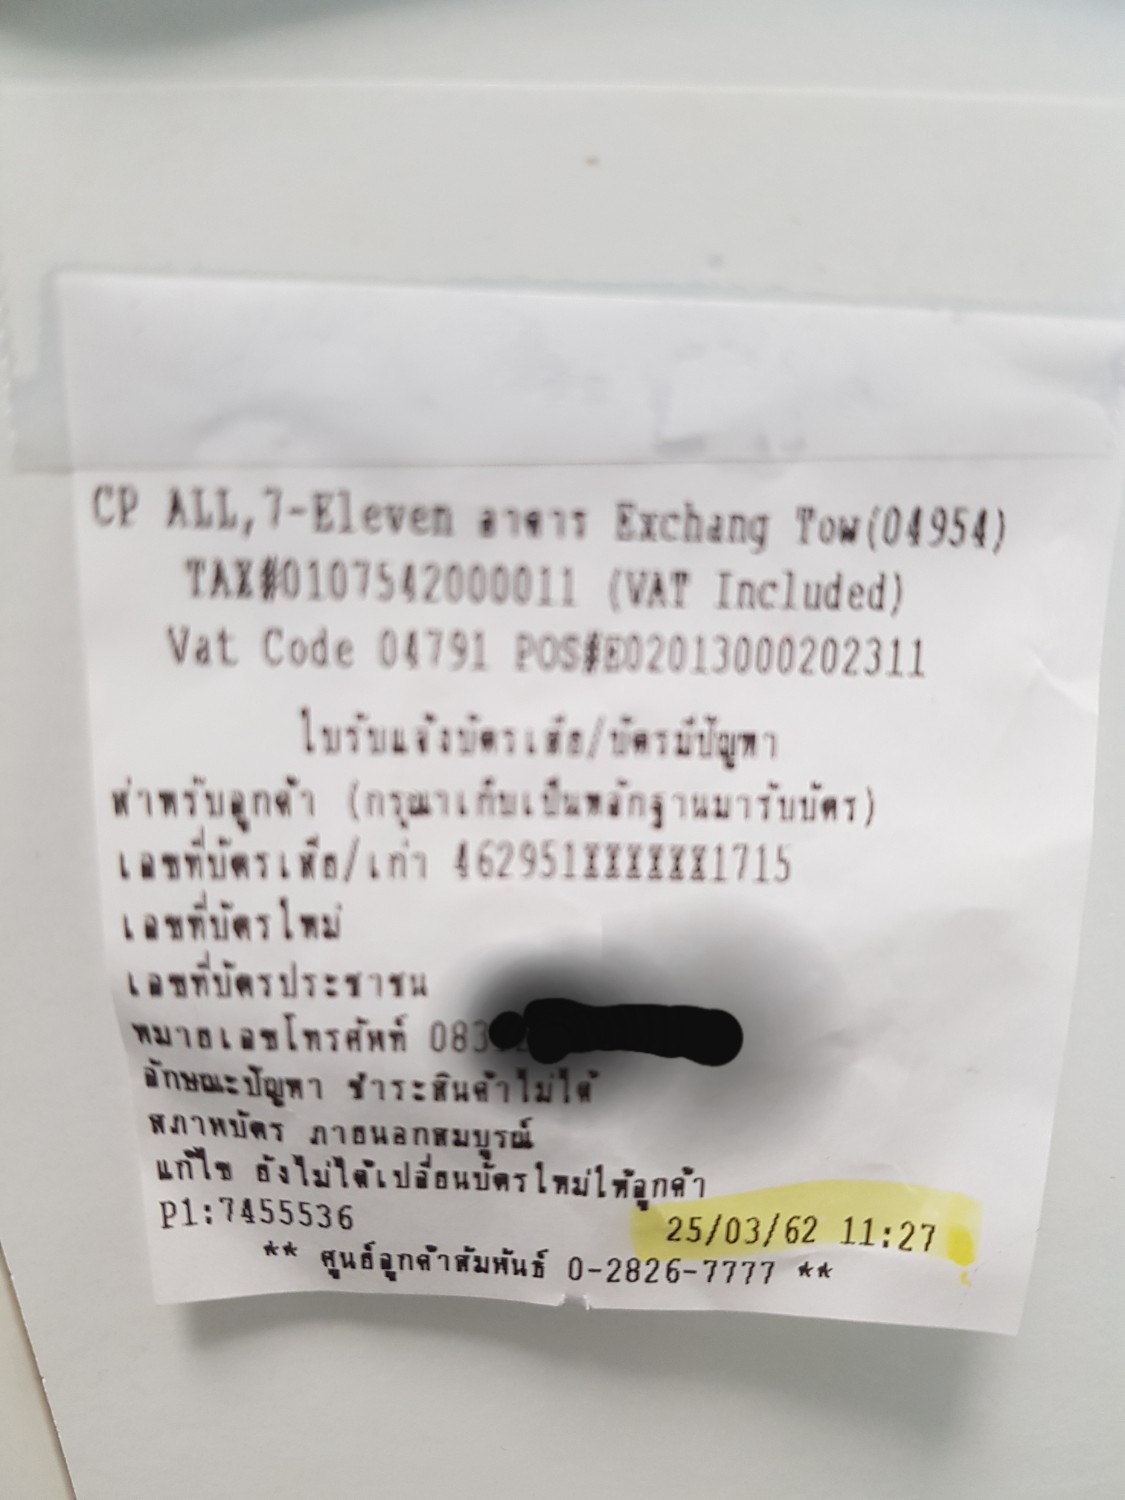 CP ALL,7-Eleven อาคาร Exchang Tow(04954)
TAX#0107542000011 (VAT Included)
Vat Code 04791 POS#E02013000202311
ใบรับแจ้งบัตรเสีย/บัตรมีปัญหา
สำหรับลูกค้า (กรุณาเก็บเป็นหลักฐานมารับบัตร)
เลขที่บัตรเสีย/เก่า 462951XXXXXX1715
เลขที่บัตรใหม่
เลขที่บัตรประชาชน
หมายเลขโทรศัพท์ 083
ลักษณะปัญหา ชำระสินค้าไม่ได้
สภาพบัตร ภายนอกสมบูรณ์
แก้ไข ยังไม่ได้เปลี่ยนบัตรใหม่ให้ลูกค้า
P1:7455536 25/03/62 11:27
** ศูนย์ลูกค้าสัมพันธ์ 0-2826-7777 **